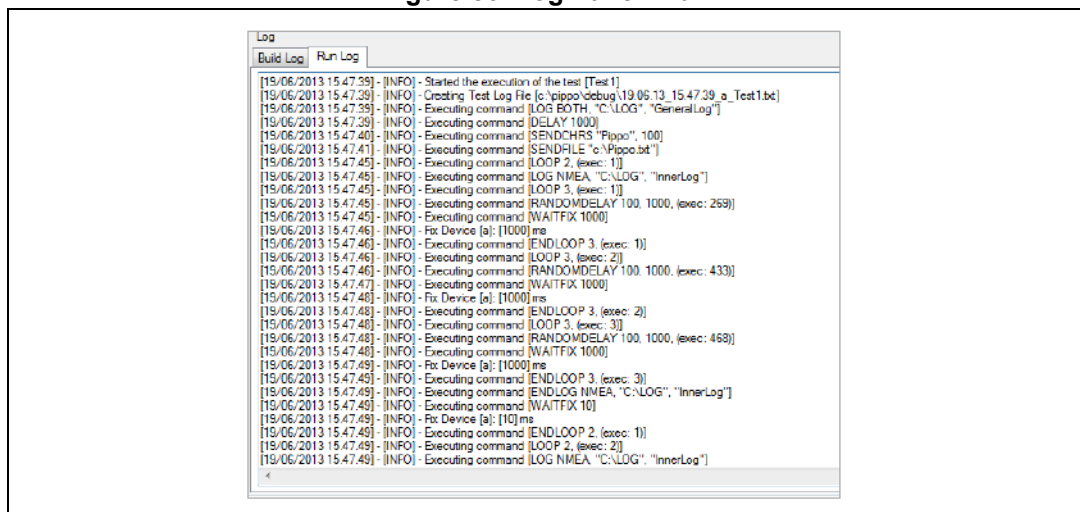 Log
Build Log Run Log
[19/06/2013 15.47.39] - [INFO] - Started the execution of the test [Test1]
[19/06/2013 15.47.39] - [INFO] - Creating Test Log File [c:\pippo\debug\19.06.13_15.47.39_a_Test1.txt]
[19/06/2013 15.47.39] - [INFO] - Executing command [LOG BOTH, "C:\LOG", "GeneralLog"]
[19/06/2013 15.47.39] - [INFO] - Executing command [DELAY 1000]
[19/06/2013 15.47.40] - [INFO] - Executing command [SENDCHRS "Pippo", 100]
[19/06/2013 15.47.41] - [INFO] - Executing command [SENDFILE "c:\Pippo.txt"]
[19/06/2013 15.47.45] - [INFO] - Executing command [LOOP 2, (exec: 1)]
[19/06/2013 15.47.45] - [INFO] - Executing command [LOG NMEA, "C:\LOG", "InnerLog"]
[19/06/2013 15.47.45] - [INFO] - Executing command [LOOP 3, (exec: 1)]
[19/06/2013 15.47.45] - [INFO] - Executing command [RANDOMDELAY 100, 1000, (exec: 269)]
[19/06/2013 15.47.45] - [INFO] - Executing command [WAITFIX 1000]
[19/06/2013 15.47.46] - [INFO] - Fix Device [a]: [1000] ms
[19/06/2013 15.47.46] - [INFO] - Executing command [ENDLOOP 3, (exec: 1)]
[19/06/2013 15.47.46] - [INFO] - Executing command [LOOP 3, (exec: 2)]
[19/06/2013 15.47.46] - [INFO] - Executing command [RANDOMDELAY 100, 1000, (exec: 433)]
[19/06/2013 15.47.47] - [INFO] - Executing command [WAITFIX 1000]
[19/06/2013 15.47.48] - [INFO] - Fix Device [a]: [1000] ms
[19/06/2013 15.47.48] - [INFO] - Executing command [ENDLOOP 3, (exec: 2)]
[19/06/2013 15.47.48] - [INFO] - Executing command [LOOP 3, (exec: 3)]
[19/06/2013 15.47.48] - [INFO] - Executing command [RANDOMDELAY 100, 1000, (exec: 468)]
[19/06/2013 15.47.48] - [INFO] - Executing command [WAITFIX 1000]
[19/06/2013 15.47.49] - [INFO] - Fix Device [a]: [1000] ms
[19/06/2013 15.47.49] - [INFO] - Executing command [ENDLOOP 3, (exec: 3)]
[19/06/2013 15.47.49] - [INFO] - Executing command [ENDLOG NMEA, "C:\LOG", "InnerLog"]
[19/06/2013 15.47.49] - [INFO] - Executing command [WAITFIX 10]
[19/06/2013 15.47.49] - [INFO] - Fix Device [a]: [10] ms
[19/06/2013 15.47.49] - [INFO] - Executing command [ENDLOOP 2, (exec: 1)]
[19/06/2013 15.47.49] - [INFO] - Executing command [LOOP 2, (exec: 2)]
[19/06/2013 15.47.49] - [INFO] - Executing command [LOG NMEA, "C:\LOG", "InnerLog"]